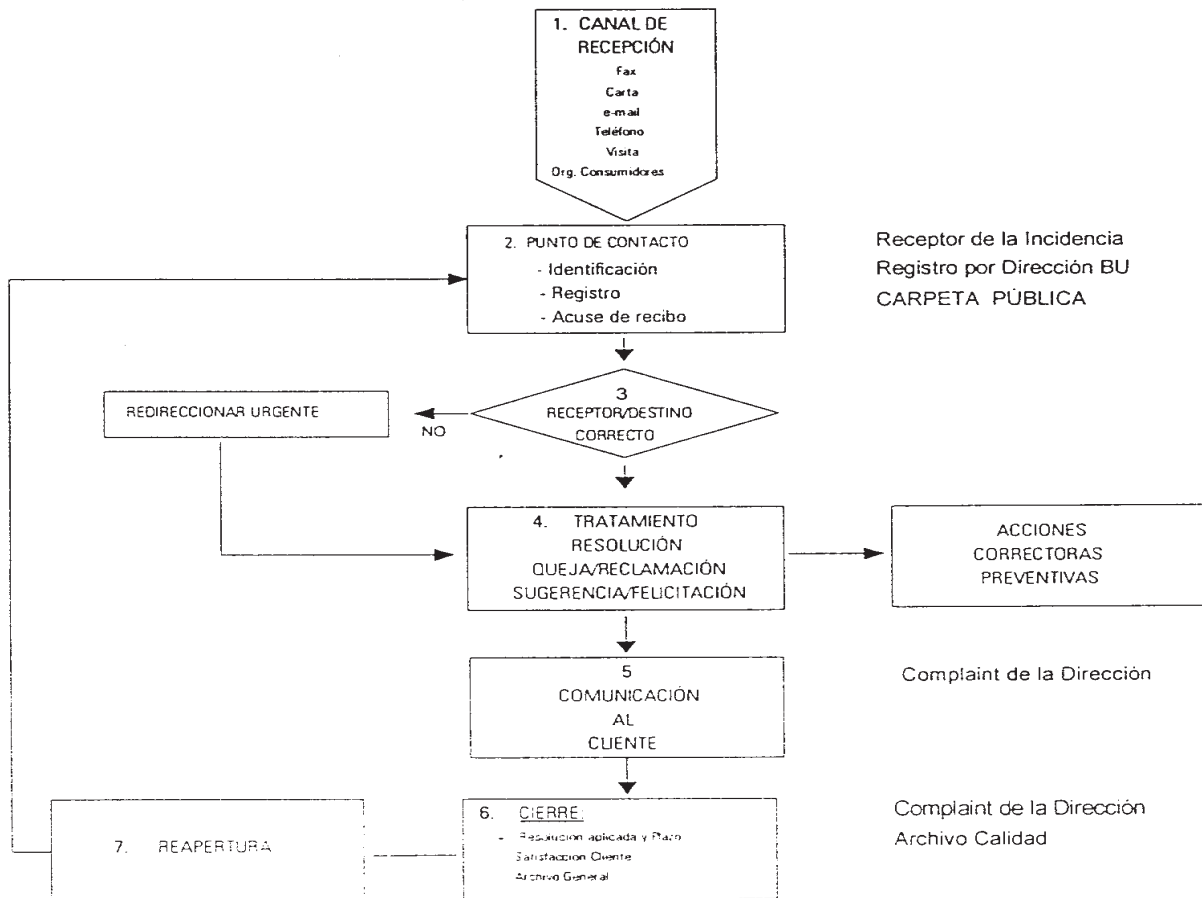 1. CANAL DE
RECEPCIÓN
Fax
Carta
e-mail
Teléfono
Visita
Org. Consumidores
2. PUNTO DE CONTACTO
- Identificación
- Registro
- Acuse de recibo
Receptor de la Incidencia
Registro por Dirección BU
CARPETA PÚBLICA
3
RECEPTOR/DESTINO
CORRECTO
NO
REDIRECCIONAR URGENTE
4. TRATAMIENTO
RESOLUCIÓN
QUEJA/RECLAMACIÓN
SUGERENCIA/FELICITACIÓN
ACCIONES
CORRECTORAS
PREVENTIVAS
5
COMUNICACIÓN
AL
CLIENTE
Complaint de la Dirección
6. CIERRE:
- Resolución aplicada y Plazo
Satisfacción Cliente
Archivo General
Complaint de la Dirección
Archivo Calidad
7. REAPERTURA